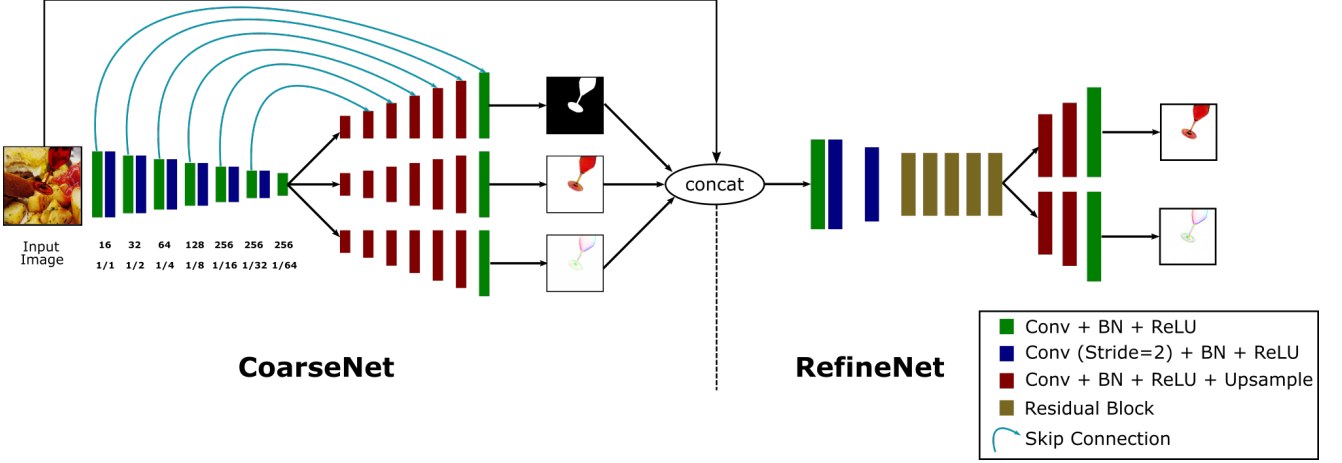 concat
Input
Image
16 32 64 128 256 256 256
1/1 1/2 1/4 1/8 1/16 1/32 1/64
CoarseNet
RefineNet
Conv + BN + ReLU
Conv (Stride=2) + BN + ReLU
Conv + BN + ReLU + Upsample
Residual Block
Skip Connection